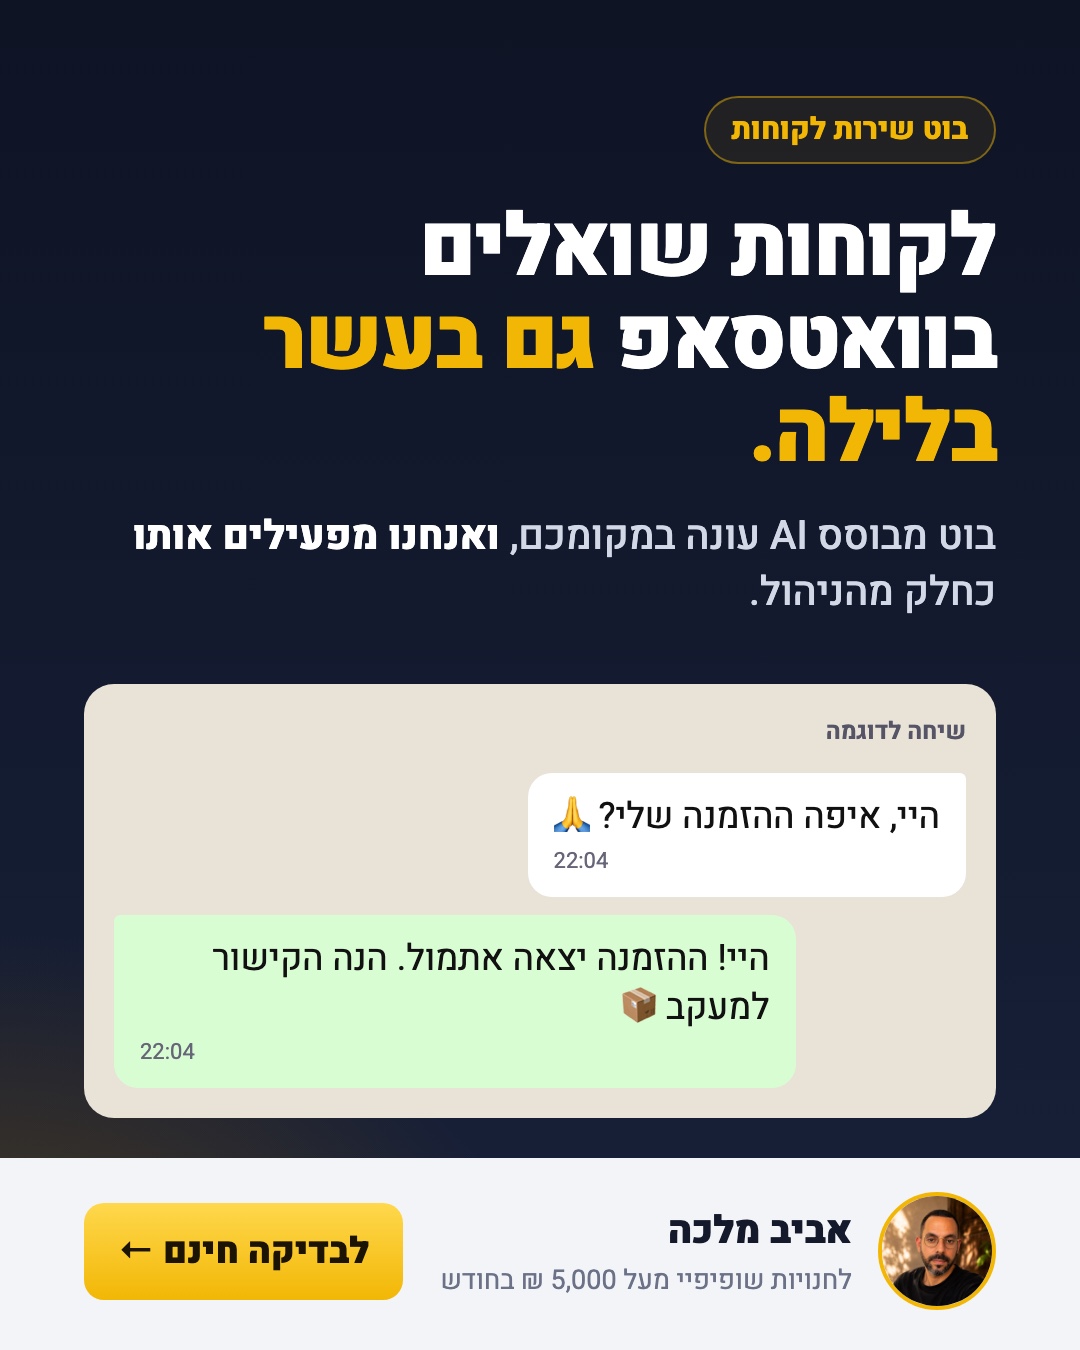 בוט שירות לקוחות
לקוחות שואלים
בוואטסאפ גם בעשר
בלילה.
בוט מבוסס AI עונה במקומכם, ואנחנו מפעילים אותו
כחלק מהניהול.
שיחה לדוגמה
היי, איפה ההזמנה שלי? 🙏
22:04
היי! ההזמנה יצאה אתמול. הנה הקישור
למעקב 📦
22:04
אביב מלכה
לחנויות שופיפיי מעל 5,000 ₪ בחודש
לבדיקה חינם ←